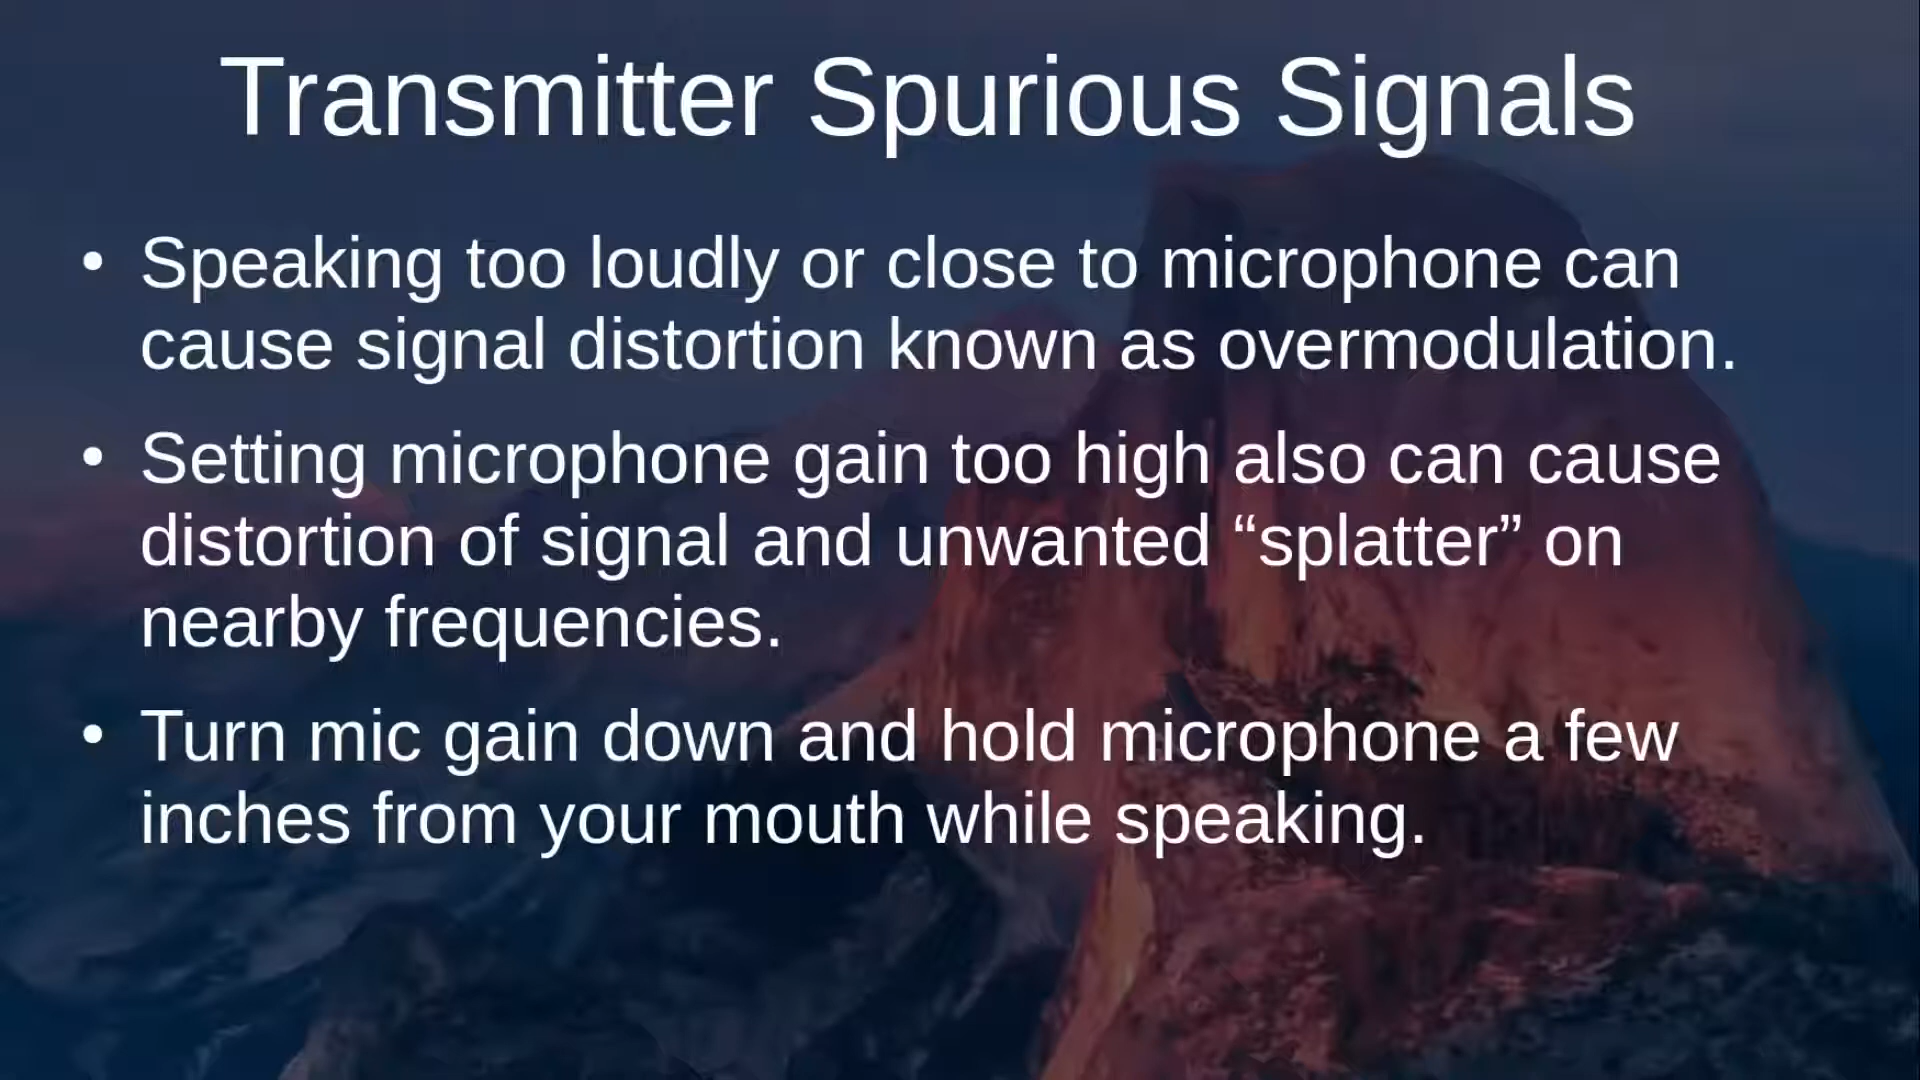 Transmitter Spurious Signals
• Speaking too loudly or close to microphone can
cause signal distortion known as overmodulation.
• Setting microphone gain too high also can cause
distortion of signal and unwanted “splatter” on
nearby frequencies.
• Turn mic gain down and hold microphone a few
inches from your mouth while speaking.